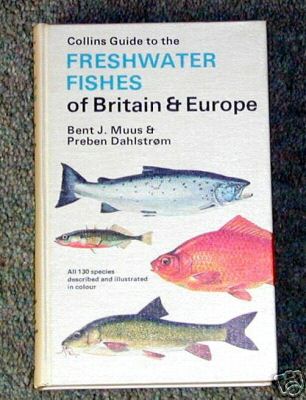 Collins Guide to the
FRESHWATER
FISHES
of Britain & Europe
Bent J. Muus &
Preben Dahlstrøm
All 130 species
described and illustrated
in colour